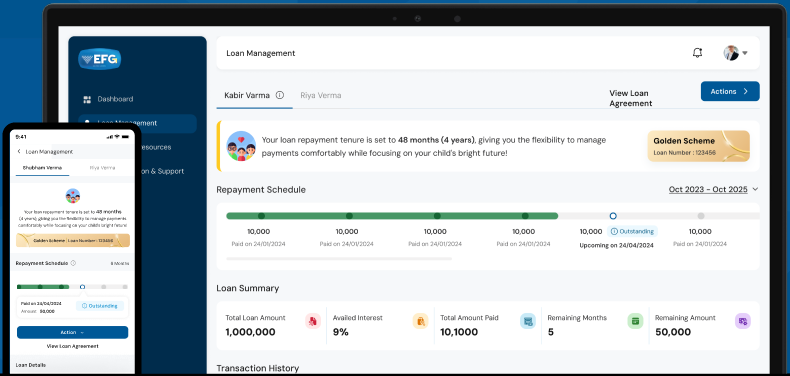 EFG
Dashboard
Loan Management
esources
on & Support
Loan Management
Kabir Varma
Riya Verma
View Loan
Agreement
Actions
Your loan repayment tenure is set to 48 months (4 years), giving you the flexibility to manage
payments comfortably while focusing on your child's bright future!
Golden Scheme
Loan Number : 123456
Repayment Schedule
Oct 2023 - Oct 2025
10,000
Paid on 24/01/2024
10,000
Paid on 24/01/2024
10,000
Paid on 24/01/2024
10,000
Paid on 24/01/2024
10,000
Outstanding
Upcoming on 24/04/2024
10,000
Paid on 24/01/2024
Loan Summary
Total Loan Amount
1,000,000
Availed Interest
9%
Total Amount Paid
10,1000
Remaining Months
5
Remaining Amount
50,000
Transaction History
9:41
Loan Management
Shubham Verma
Riya Verma
Your loan repayment tenure is set to 48 months
(4 years), giving you the flexibility to manage payments
comfortably while focusing on your child's bright future
Golden Scheme | Loan Number : 123456
Repayment Schedule
8 Months
Paid on 24/04/2024
Amount : 50,000
Outstanding
Action
View Loan Agreement
Loan Details